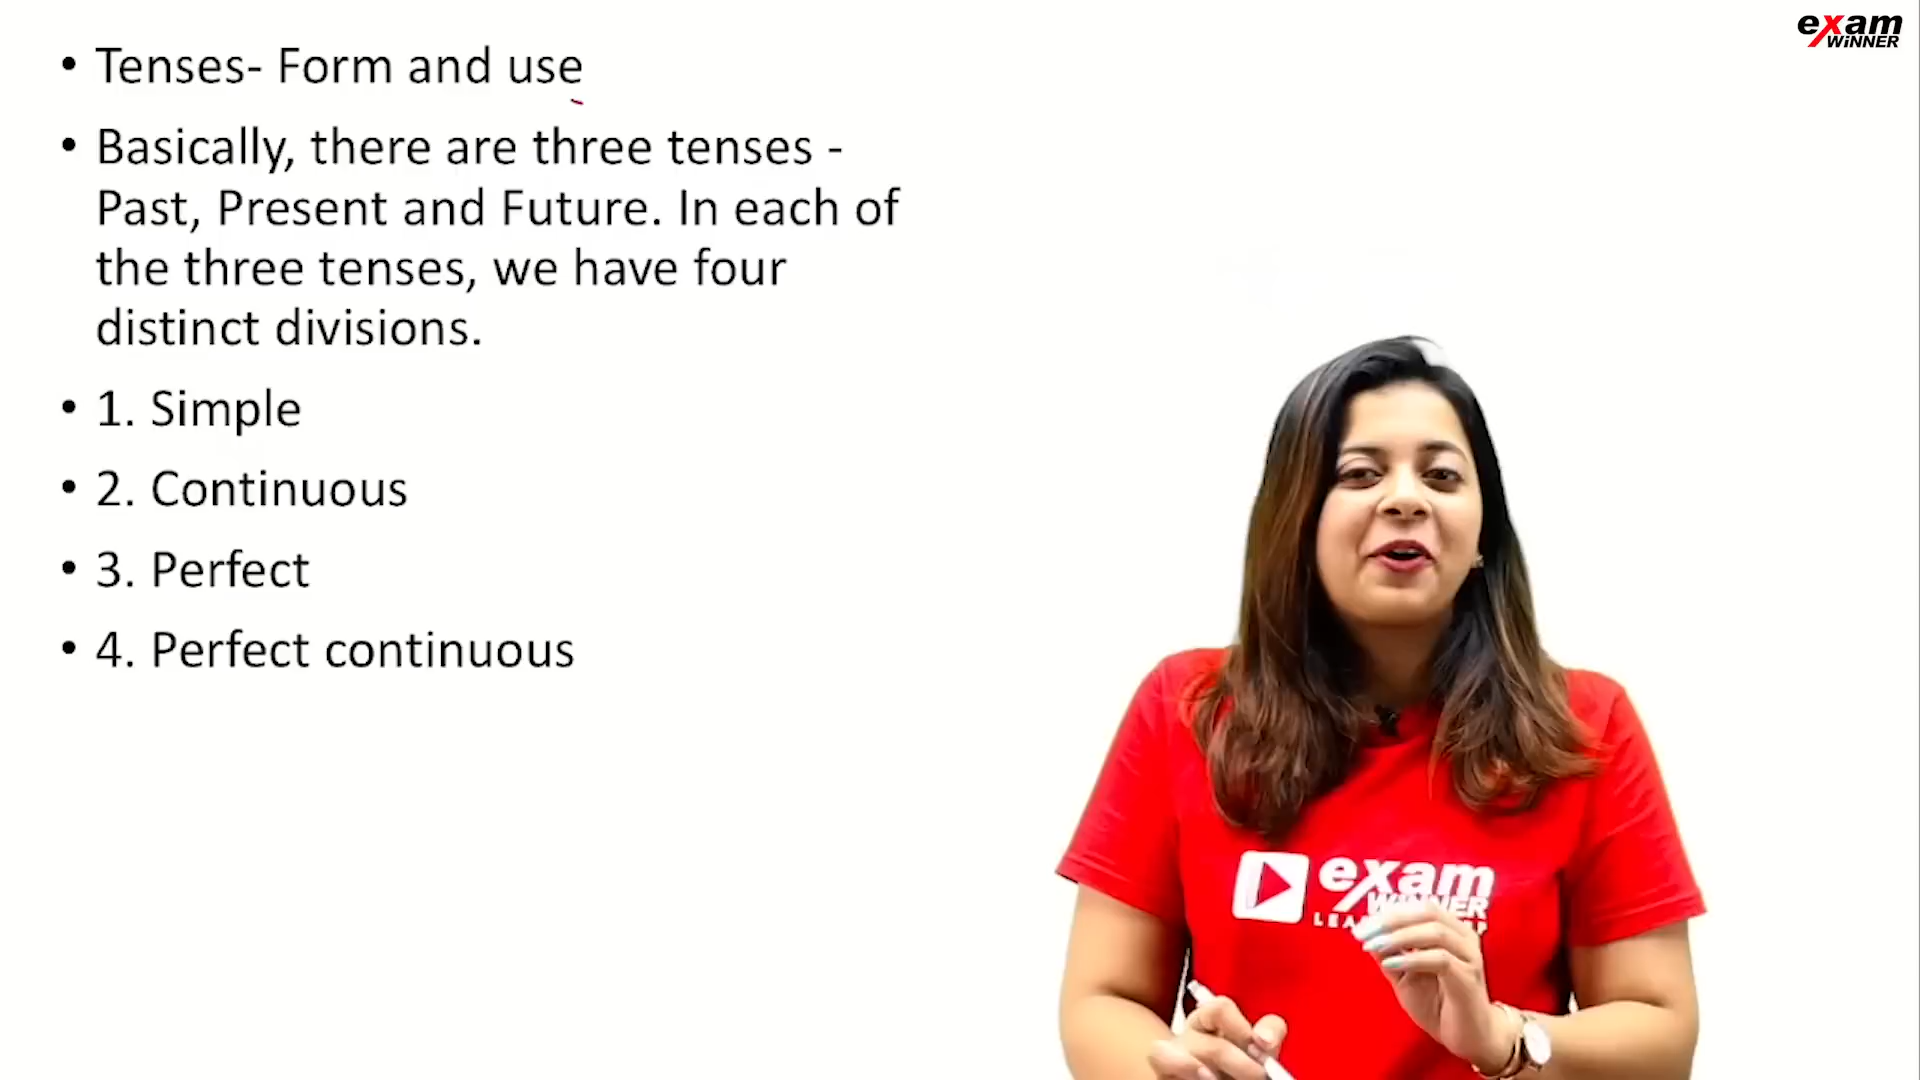 exam
WiNNER
• Tenses- Form and use
• Basically, there are three tenses -
Past, Present and Future. In each of
the three tenses, we have four
distinct divisions.
• 1. Simple
• 2. Continuous
• 3. Perfect
• 4. Perfect continuous
exam
WiNNER